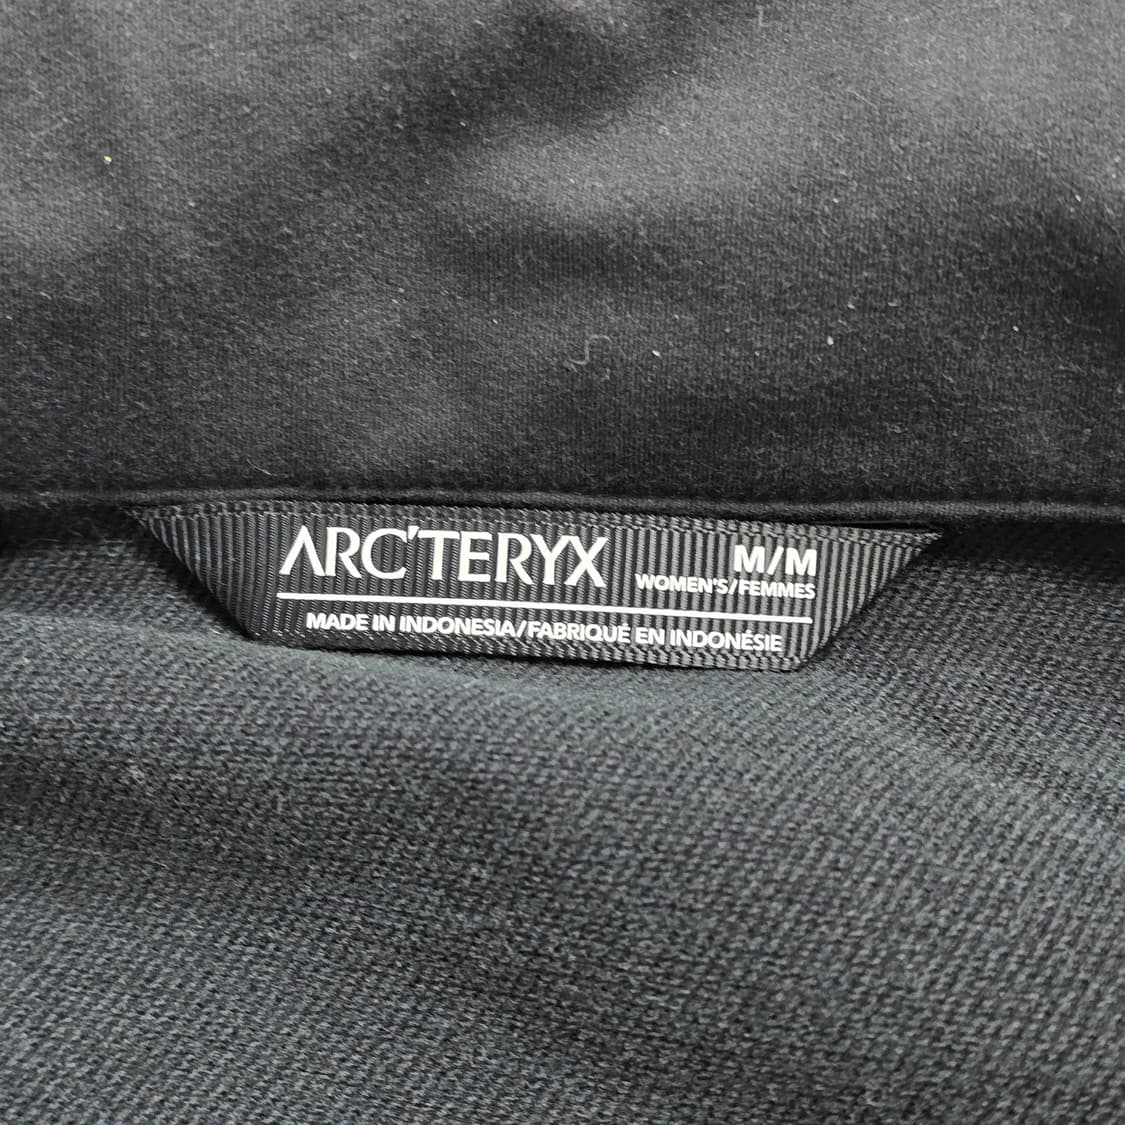 ARC'TERYX
M/M
WOMEN'S/FEMMES
MADE IN INDONESIA/FABRIQUÉ EN INDONÉSIE